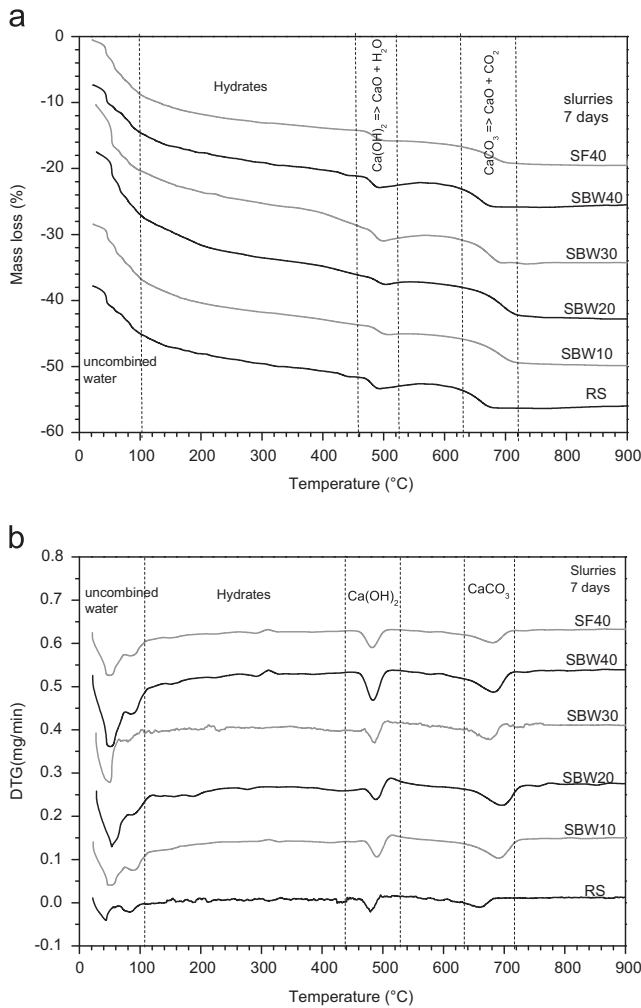 a
0
-10
-20
-30
-40
-50
-60
Mass loss (%)
Hydrates
Ca(OH)₂ => CaO + H₂O
CaCO₃ => CaO + CO₂
slurries
7 days
SF40
SBW40
SBW30
SBW20
SBW10
RS
uncombined
water
0 100 200 300 400 500 600 700 800 900
Temperature (°C)
b
0.8
0.7
0.6
0.5
0.4
0.3
0.2
0.1
0.0
-0.1
DTG(mg/min)
uncombined
water
Hydrates
Ca(OH)₂
CaCO₃
Slurries
7 days
SF40
SBW40
SBW30
SBW20
SBW10
RS
0 100 200 300 400 500 600 700 800 900
Temperature (°C)